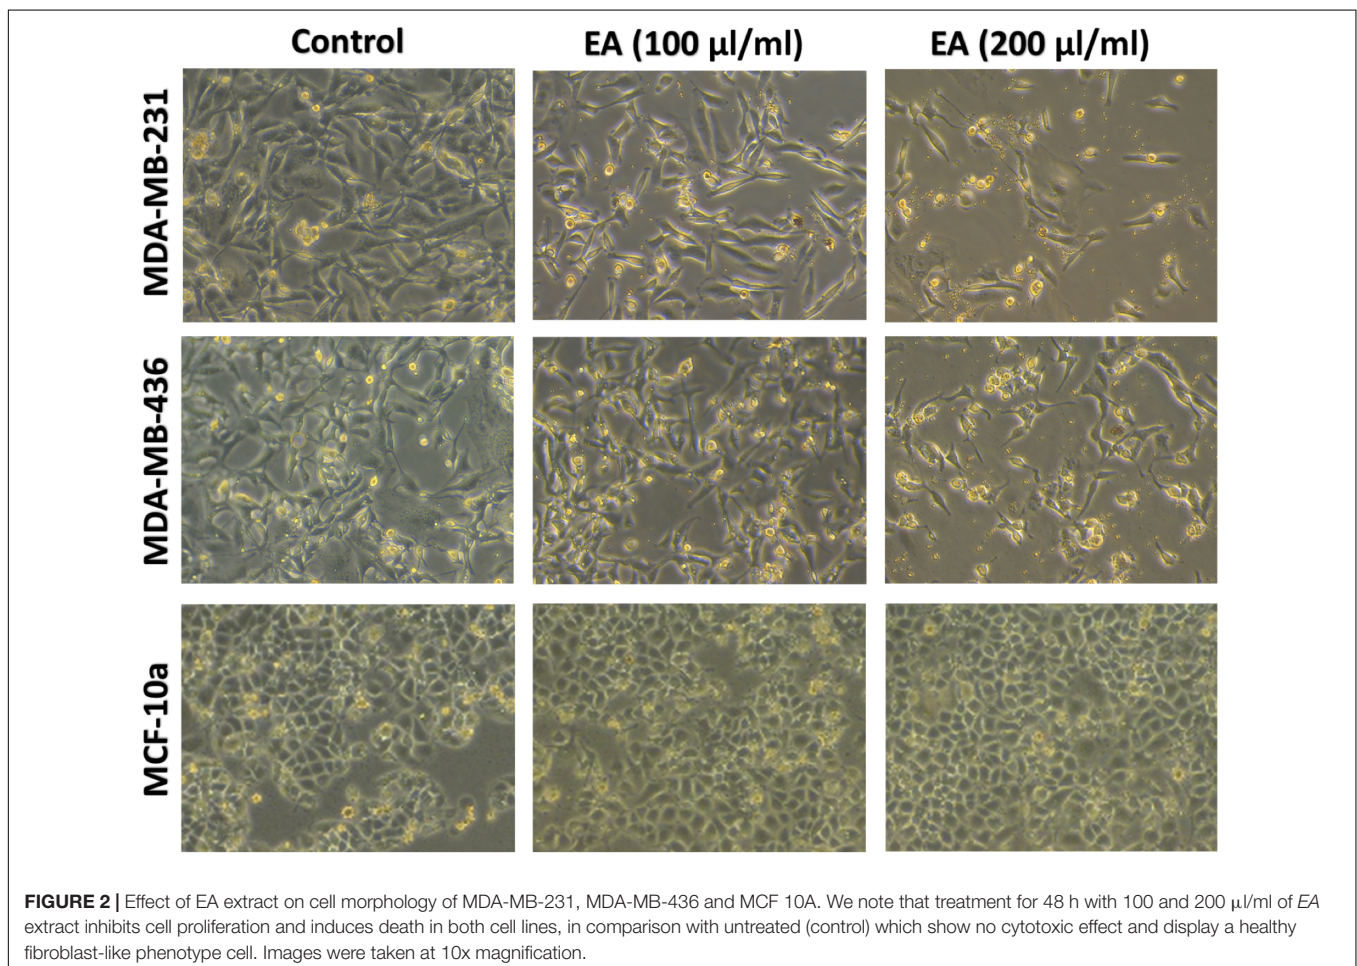 Control
EA (100 µl/ml)
EA (200 µl/ml)
MDA-MB-231
MDA-MB-436
MCF-10a
FIGURE 2 | Effect of EA extract on cell morphology of MDA-MB-231, MDA-MB-436 and MCF 10A. We note that treatment for 48 h with 100 and 200 µl/ml of EA
extract inhibits cell proliferation and induces death in both cell lines, in comparison with untreated (control) which show no cytotoxic effect and display a healthy
fibroblast-like phenotype cell. Images were taken at 10x magnification.